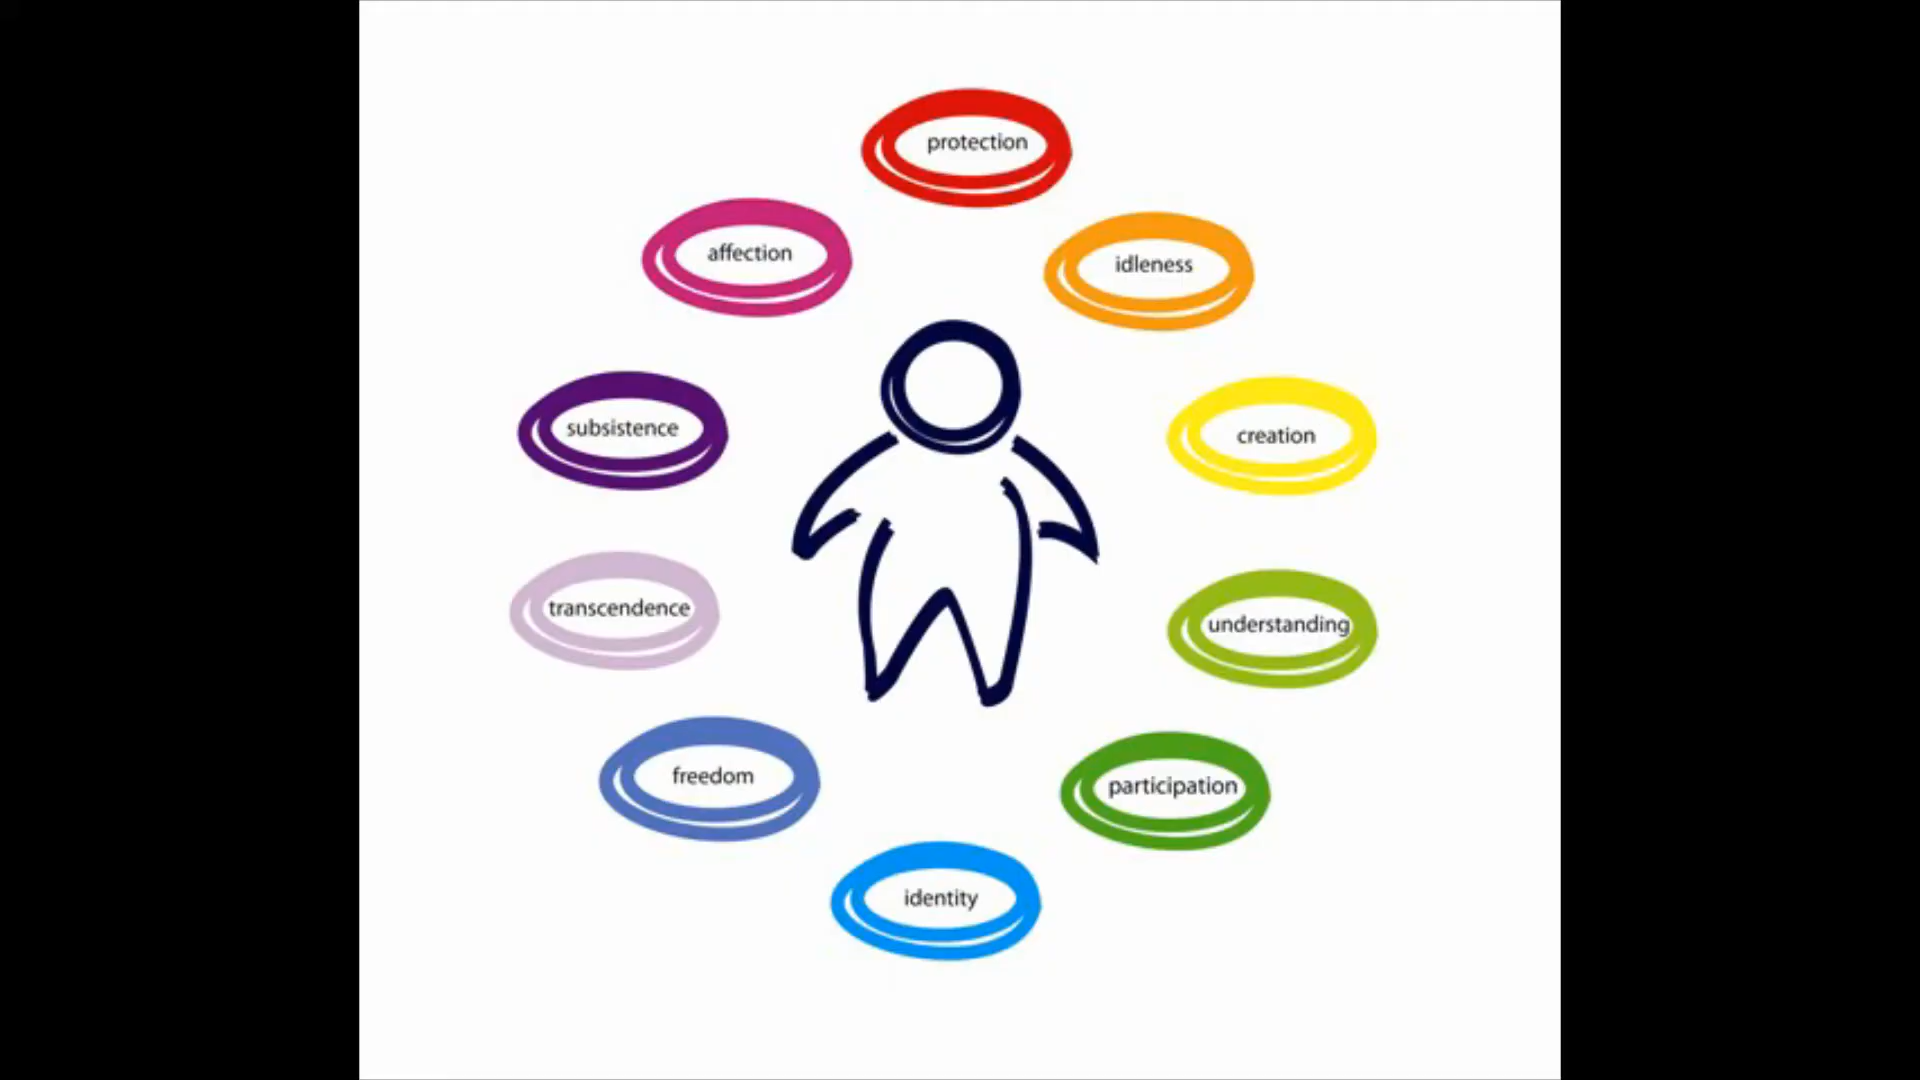 protection
affection
idleness
subsistence
creation
transcendence
understanding
freedom
participation
identity